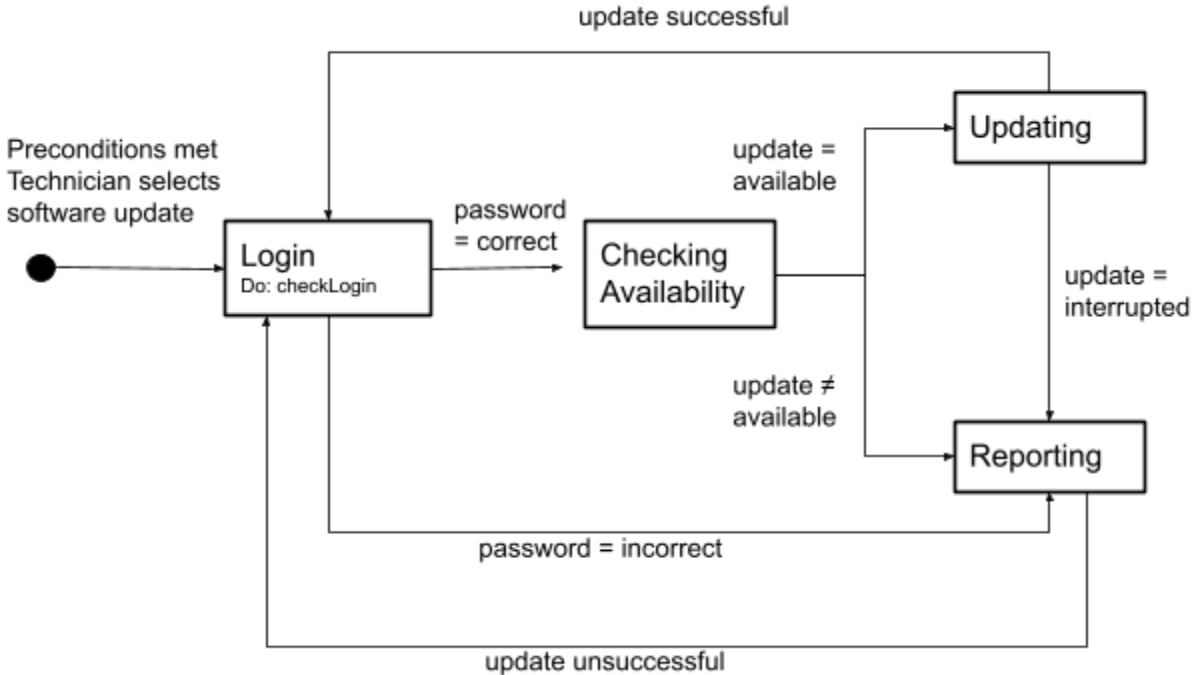 update successful
Preconditions met
Technician selects
software update
Login
Do: checkLogin
password
= correct
Checking
Availability
update =
available
Updating
update =
interrupted
update ≠
available
Reporting
password = incorrect
update unsuccessful